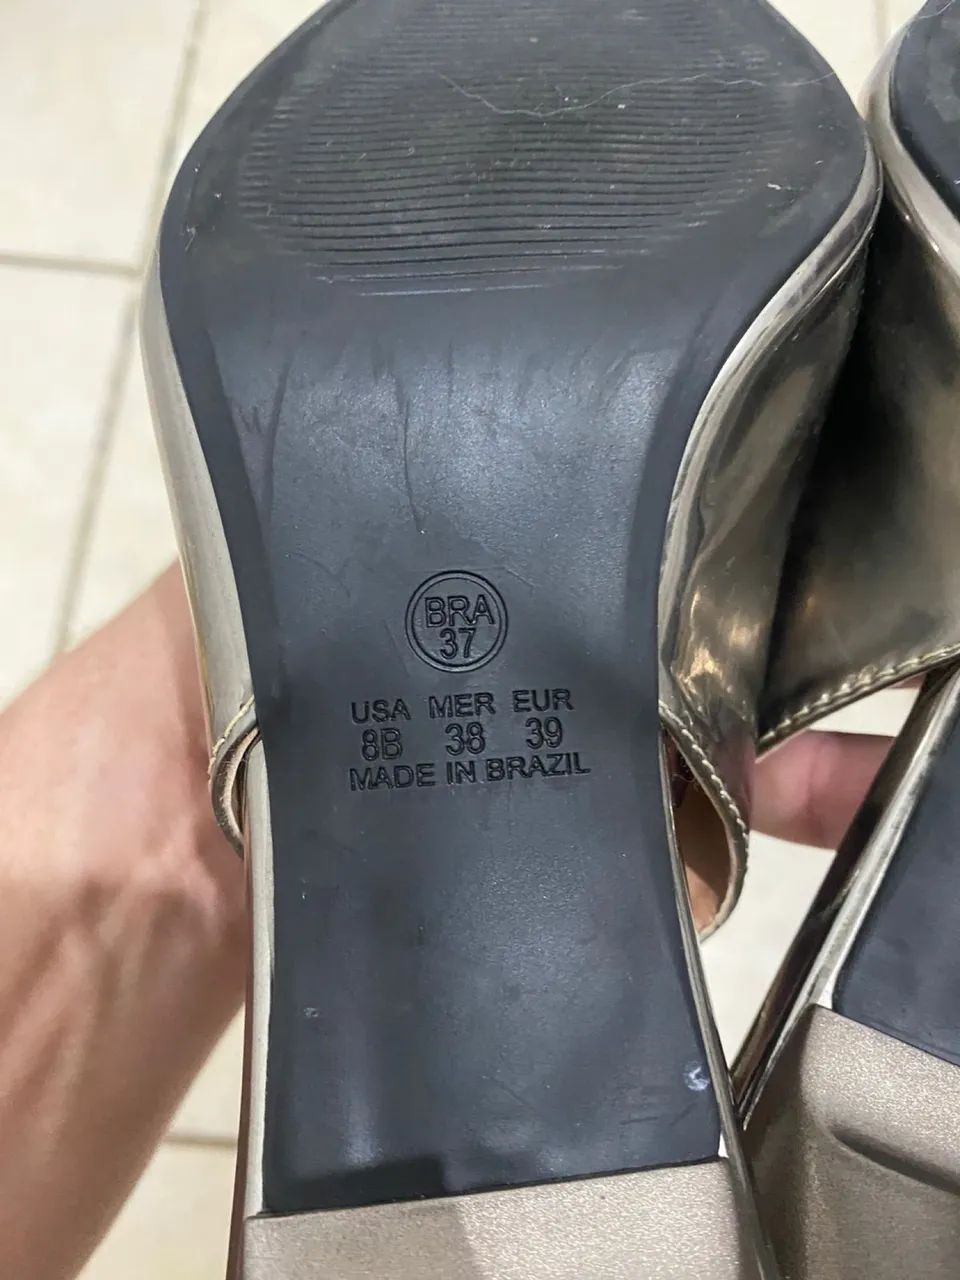 BRA
37
USA MER EUR
8B 38 39
MADE IN BRAZIL